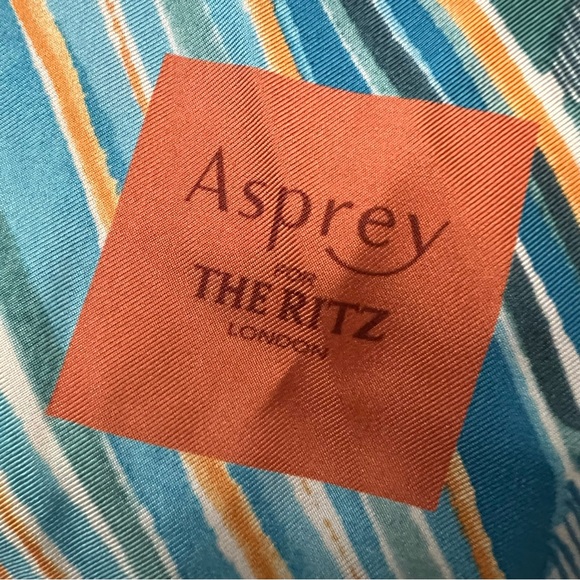 Asprey
FOR
THE RITZ
LONDON